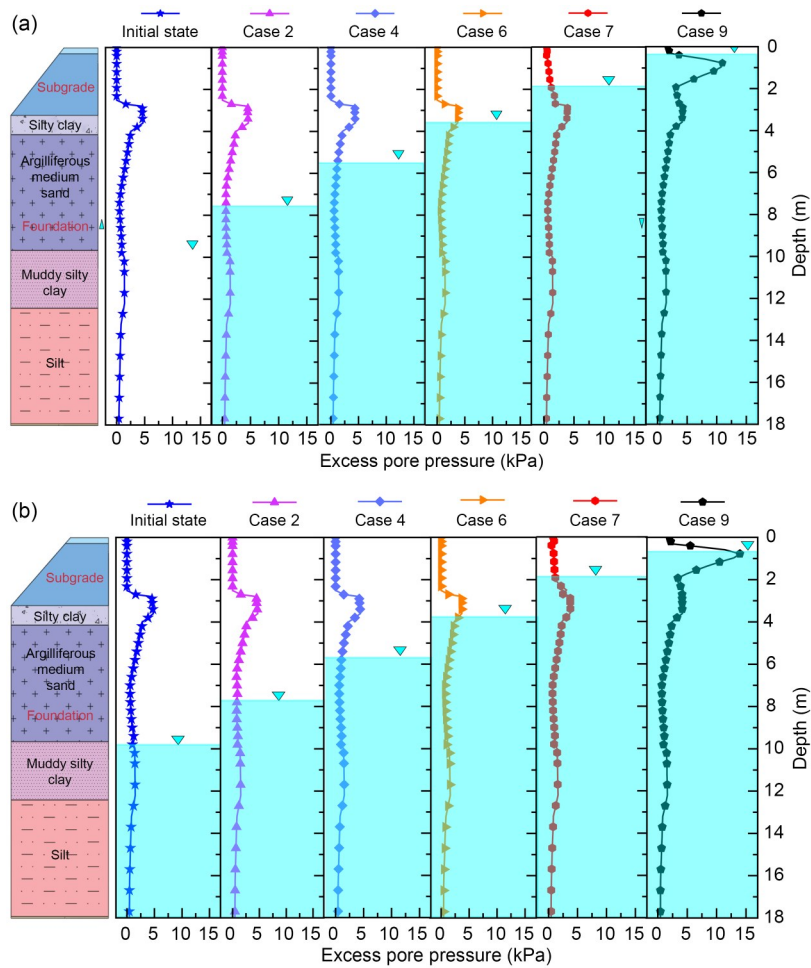 (a)
Initial state Case 2 Case 4 Case 6 Case 7 Case 9
Subgrade
Silty clay
Argilliferous
medium
sand
Foundation
Muddy silty
clay
Silt
0
2
4
6
8
10
12
14
16
18
Depth (m)
0 5 10 15 0 5 10 15 0 5 10 15 0 5 10 15 0 5 10 15 0 5 10 15
Excess pore pressure (kPa)
(b)
Initial state Case 2 Case 4 Case 6 Case 7 Case 9
Subgrade
Silty clay
Argilliferous
medium
sand
Foundation
Muddy silty
clay
Silt
0
2
4
6
8
10
12
14
16
18
Depth (m)
0 5 10 15 0 5 10 15 0 5 10 15 0 5 10 15 0 5 10 15 0 5 10 15
Excess pore pressure (kPa)